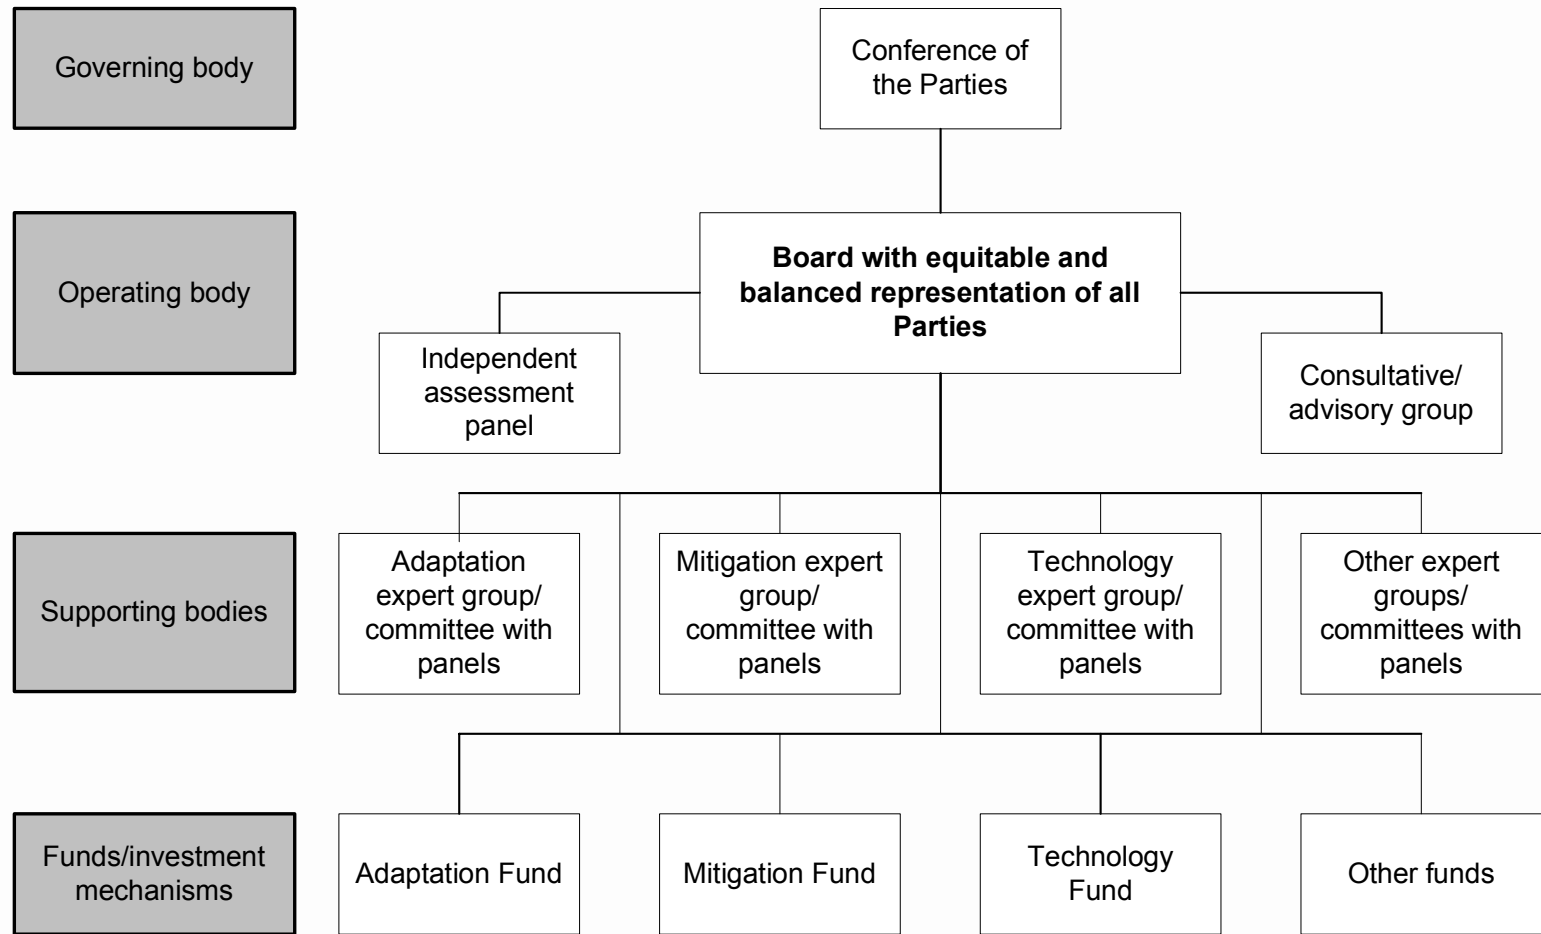 Governing body
Conference of
the Parties
Operating body
Board with equitable and
balanced representation of all
Parties
Independent
assessment
panel
Consultative/
advisory group
Supporting bodies
Adaptation
expert group/
committee with
panels
Mitigation expert
group/
committee with
panels
Technology
expert group/
committee with
panels
Other expert
groups/
committees with
panels
Funds/investment
mechanisms
Adaptation Fund
Mitigation Fund
Technology
Fund
Other funds